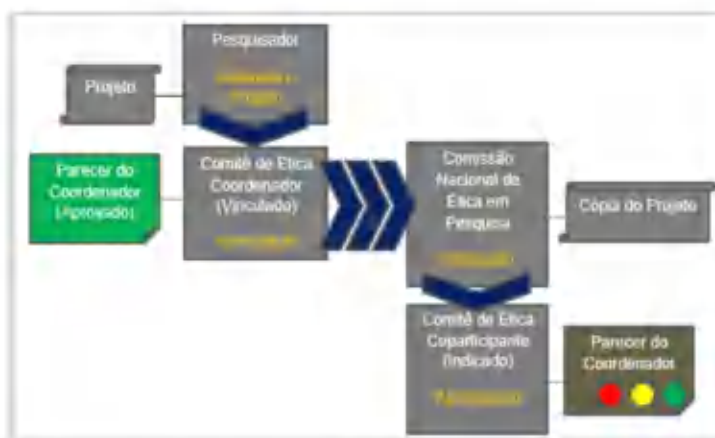 Pesquisador
Projeto
Parecer do
Coordenador
(Aprovado)
Comitê de Ética
Coordenador
(Vinculado)
Comissão
Nacional de
Ética em
Pesquisa
Cópia do Projeto
Comitê de Ética
Coparticipante
(Indicado)
Parecer do
Coordenador